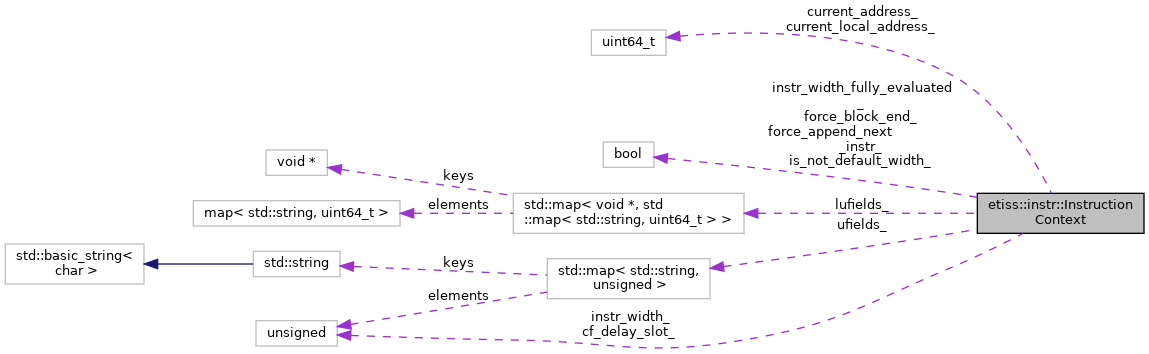 current_address_
current_local_address_
uint64_t
instr_width_fully_evaluated
_
force_block_end_
force_append_next
_instr_
is_not_default_width_
bool
void *
keys
elements
map< std::string, uint64_t >
std::map< void *, std
::map< std::string, uint64_t > >
lufields_
ufields_
etiss::instr::Instruction
Context
std::basic_string<
char >
std::string
keys
elements
std::map< std::string,
unsigned >
unsigned
instr_width_
cf_delay_slot_